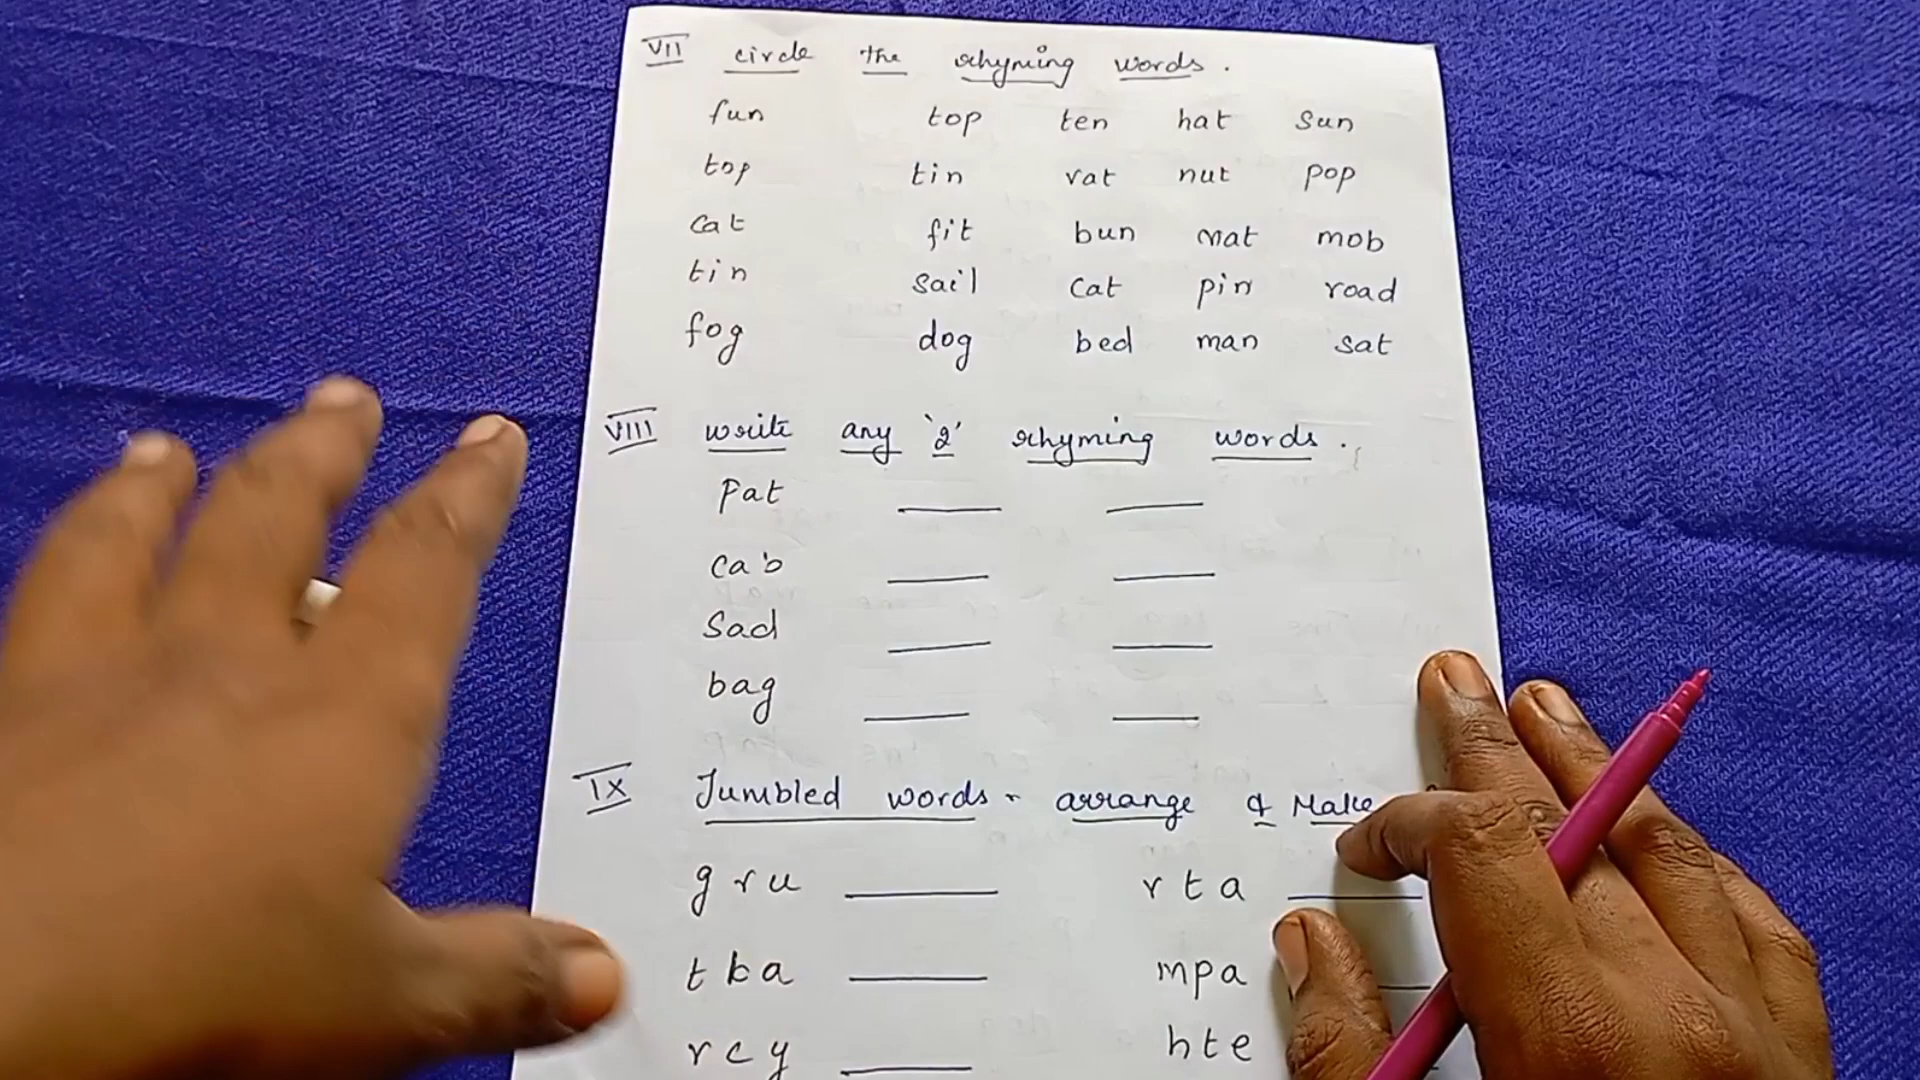 VII circle the rhyming words.
fun top ten hat sun
top tin rat nut pop
cat fit bun mat mob
tin sail cat pin road
fog dog bed man sat
VIII write any '2' rhyming words.
Pat
cab
Sad
bag
IX Jumbled words - arrange & Make
g r u r t a
t b a m p a
r c y h t e